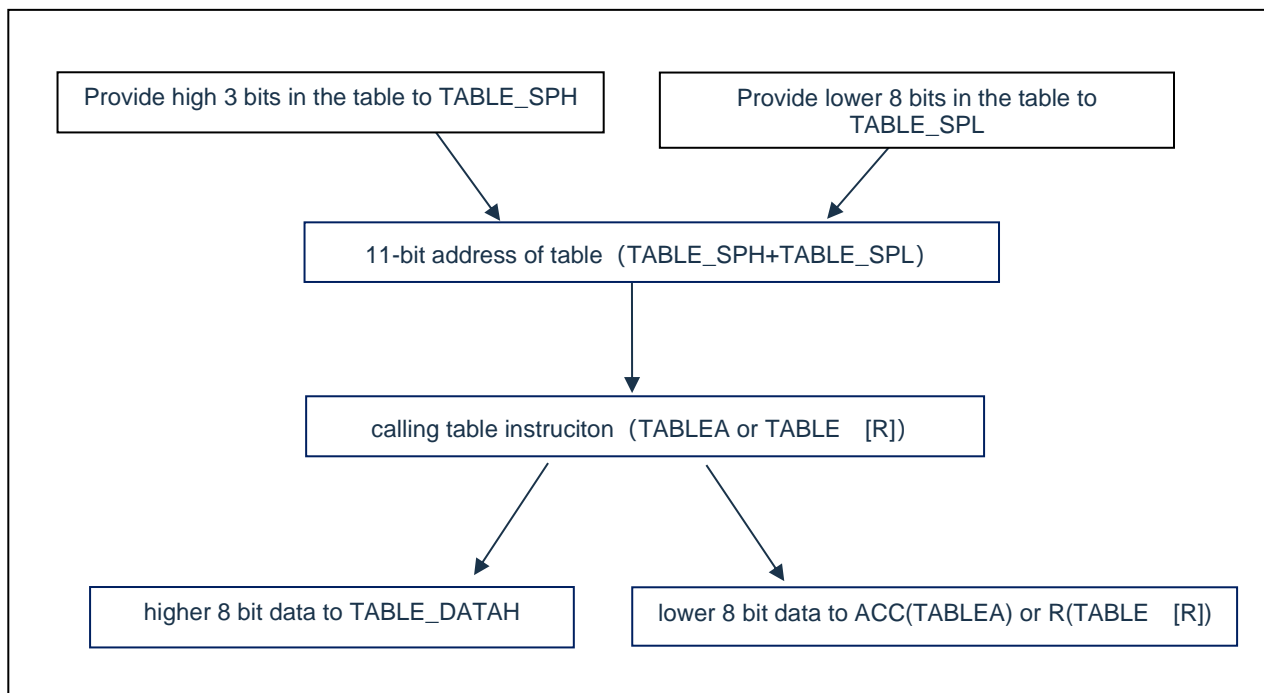 Provide high 3 bits in the table to TABLE_SPH
Provide lower 8 bits in the table to
TABLE_SPL
11-bit address of table（TABLE_SPH+TABLE_SPL）
calling table instruciton（TABLEA or TABLE [R]）
higher 8 bit data to TABLE_DATAH
lower 8 bit data to ACC(TABLEA) or R(TABLE [R])